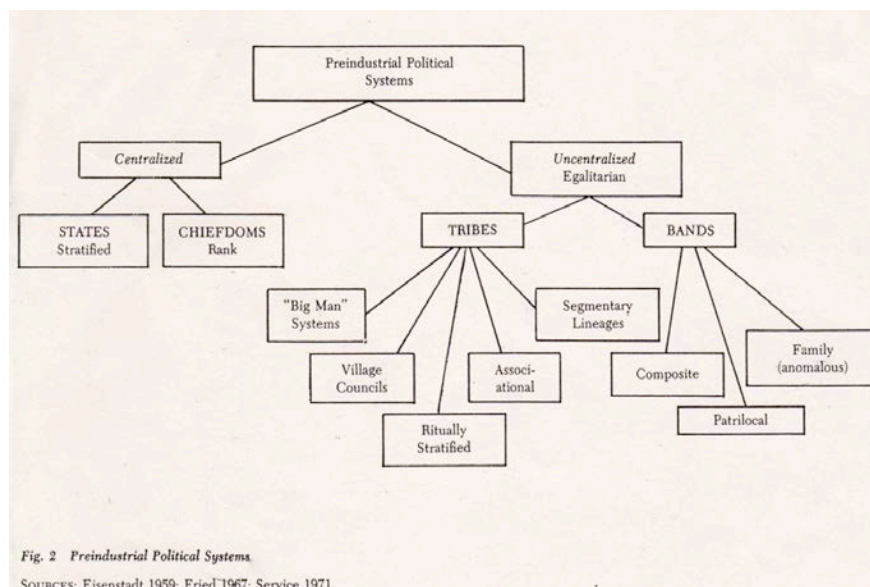 Preindustrial Political
Systems
Centralized
Uncentralized
Egalitarian
STATES
Stratified
CHIEFDOMS
Rank
TRIBES
BANDS
"Big Man"
Systems
Segmentary
Lineages
Village
Councils
Associ-
ational
Composite
Family
(anomalous)
Ritually
Stratified
Patrilocal
Fig. 2 Preindustrial Political Systems
SOURCES: Eisenstadt 1959; Fried 1967; Service 1971.